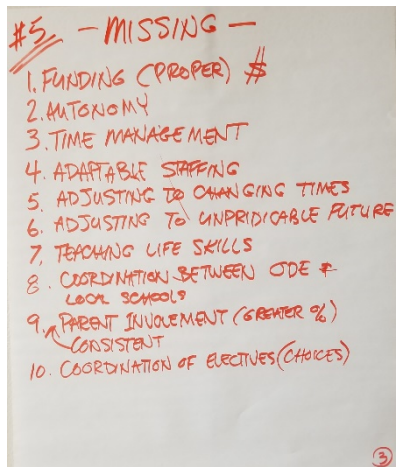 #5 - MISSING -
1. FUNDING (PROPER) $
2. AUTONOMY
3. TIME MANAGEMENT
4. ADAPTABLE STAFFING
5. ADJUSTING TO CHANGING TIMES
6. ADJUSTING TO UNPRIDICABLE FUTURE
7. TEACHING LIFE SKILLS
8. COORDINATION BETWEEN ODE +
LOCAL SCHOOLS
9. PARENT INVOLEMENT (GREATER %)
CONSISTENT
10. COORDINATION OF ELECTIVES (CHOICES)
3